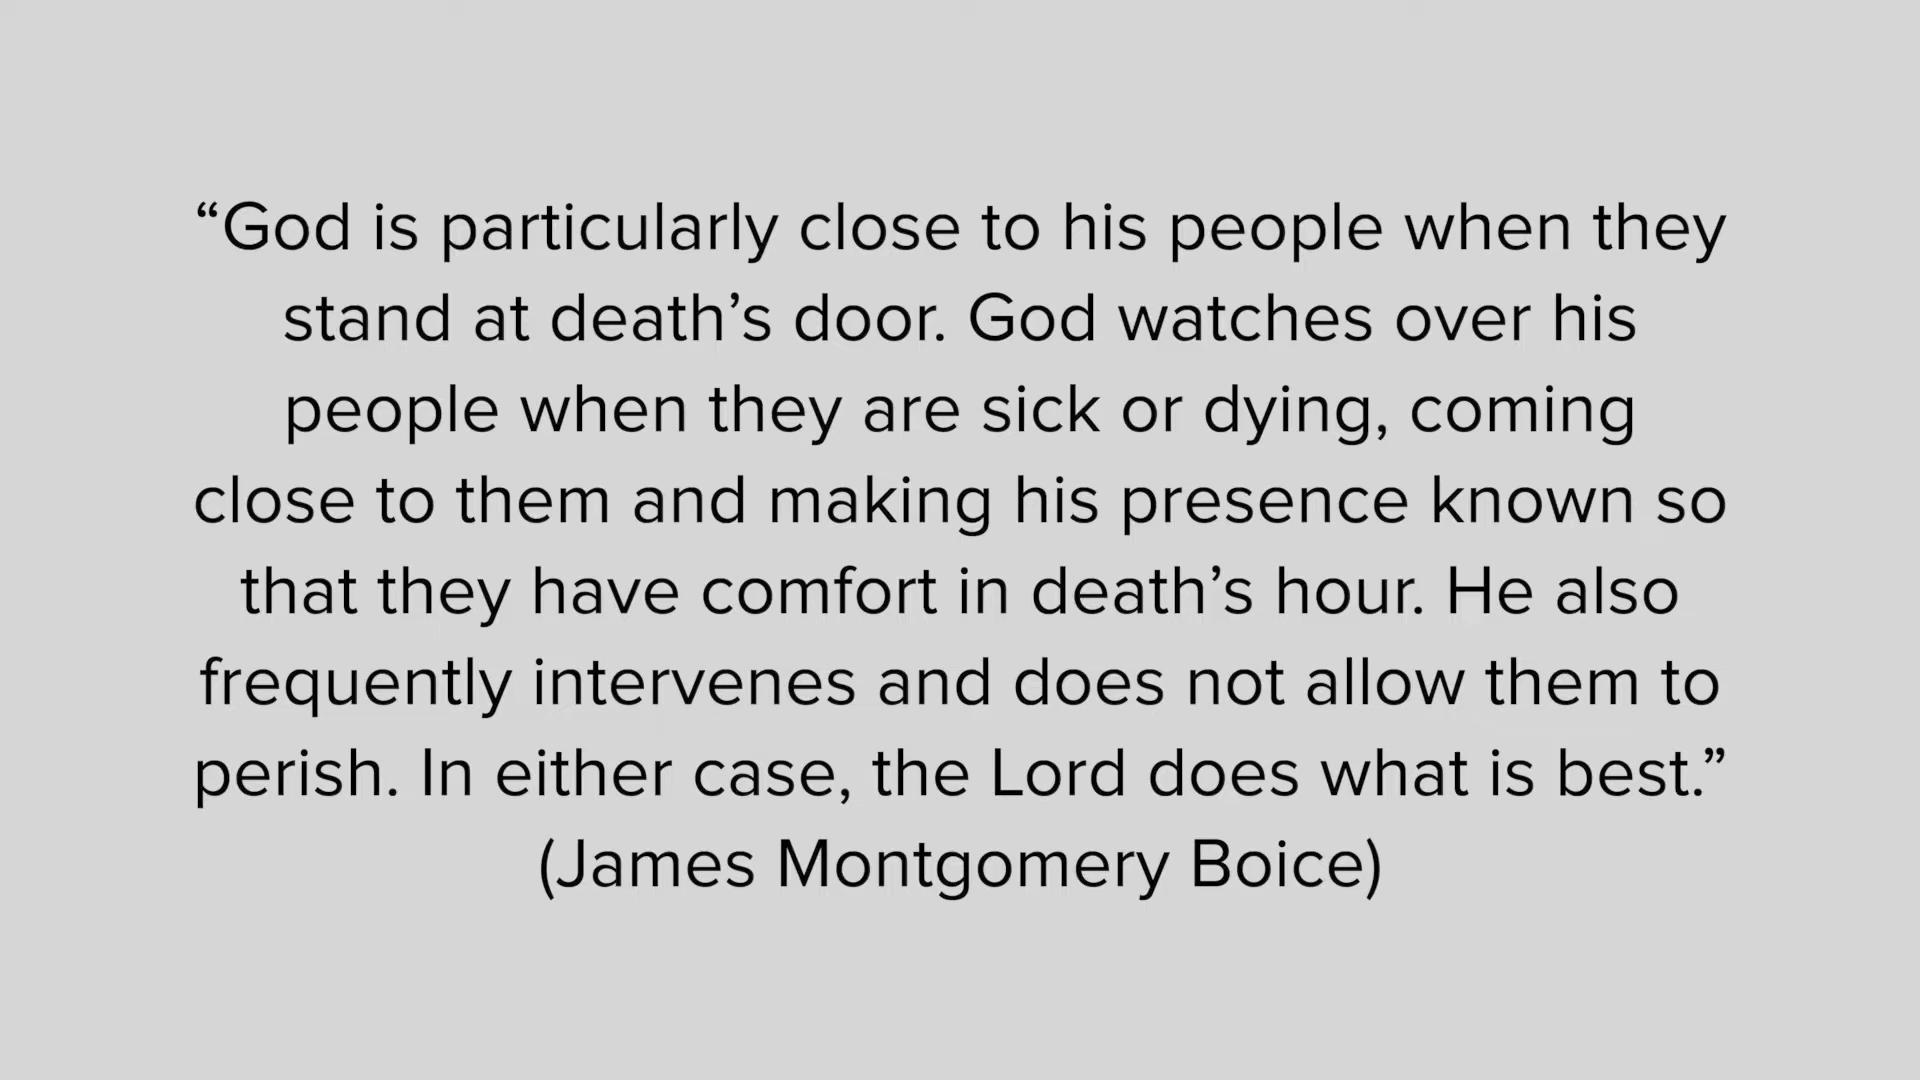 “God is particularly close to his people when they
stand at death’s door. God watches over his
people when they are sick or dying, coming
close to them and making his presence known so
that they have comfort in death’s hour. He also
frequently intervenes and does not allow them to
perish. In either case, the Lord does what is best.”
(James Montgomery Boice)